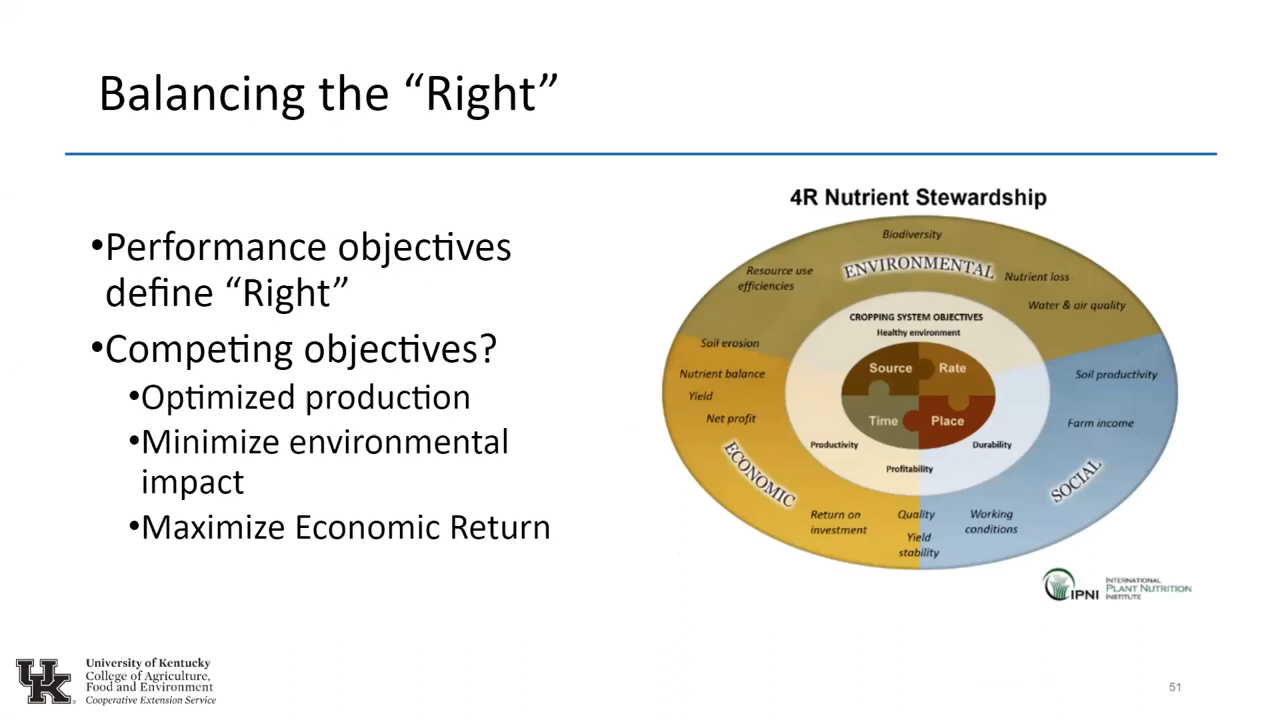 Balancing the “Right”
•Performance objectives
define “Right”
•Competing objectives?
•Optimized production
•Minimize environmental
impact
•Maximize Economic Return
4R Nutrient Stewardship
Biodiversity
ENVIRONMENTAL
Resource use
efficiencies
Nutrient loss
Water & air quality
CROPPING SYSTEM OBJECTIVES
Healthy environment
Soil erosion
Source
Rate
Nutrient balance
Soil productivity
Yield
Net profit
Time
Place
Farm income
Productivity
Durability
Profitability
ECONOMIC
SOCIAL
Return on
investment
Quality
Yield
stability
Working
conditions
IPNI
INTERNATIONAL
PLANT NUTRITION
INSTITUTE
UK
University of Kentucky
College of Agriculture,
Food and Environment
Cooperative Extension Service
51